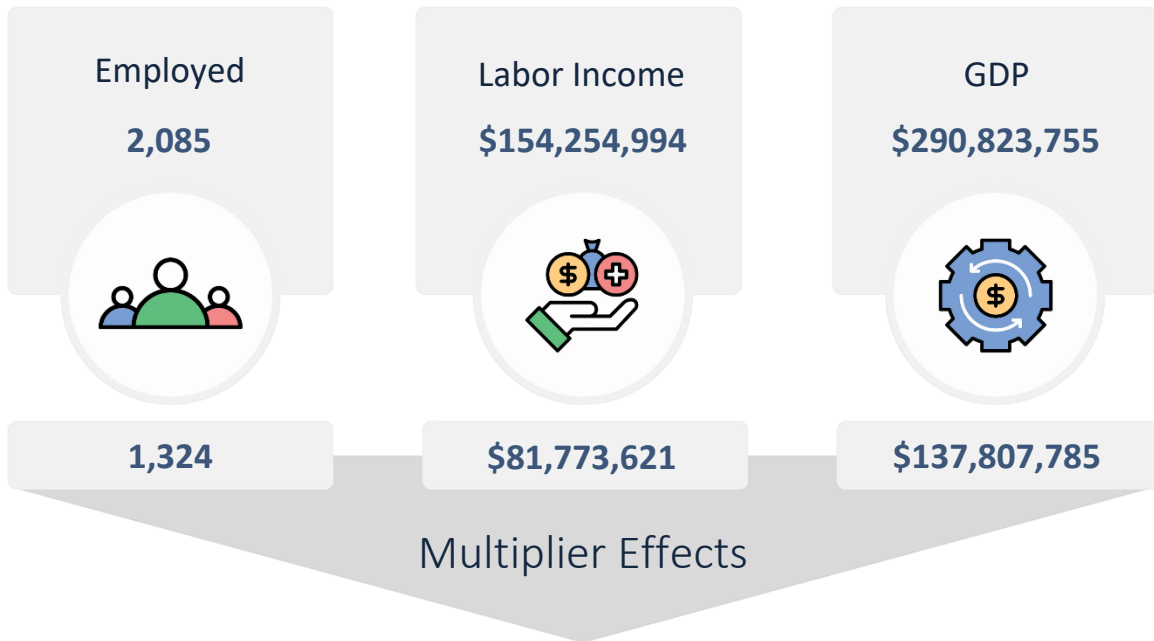 Employed
2,085
Labor Income
$154,254,994
GDP
$290,823,755
$
$
1,324
$81,773,621
$137,807,785
Multiplier Effects